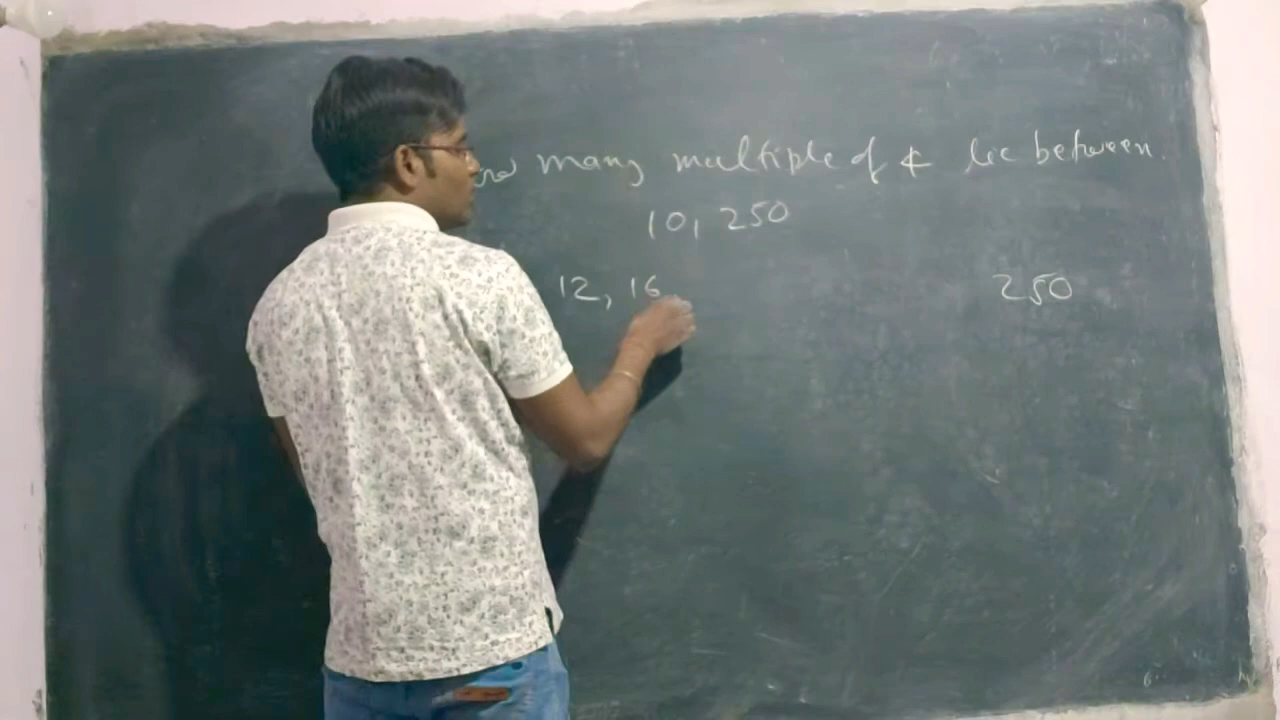 many multiple of 4 lie between.
10, 250
12, 16 250